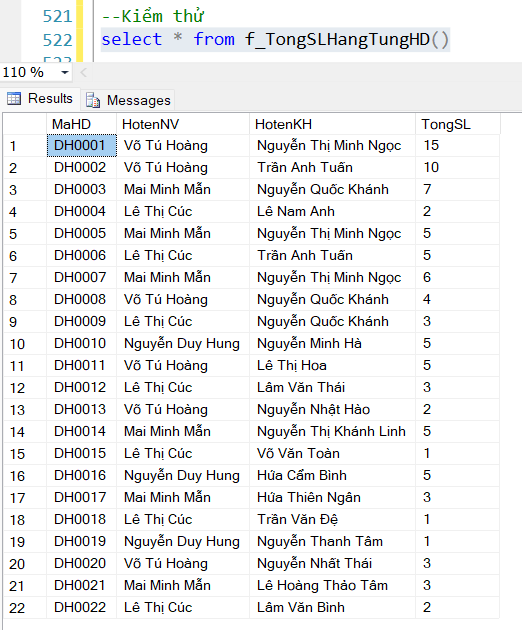 521 --Kiểm thử
522 select * from f_TongSLHangTungHD()
110 %
Results Messages
MaHD HotenNV HotenKH TongSL
1 DH0001 Võ Tú Hoàng Nguyễn Thị Minh Ngọc 15
2 DH0002 Võ Tú Hoàng Trần Anh Tuấn 10
3 DH0003 Mai Minh Mẫn Nguyễn Quốc Khánh 7
4 DH0004 Lê Thị Cúc Lê Nam Anh 2
5 DH0005 Mai Minh Mẫn Nguyễn Thị Minh Ngọc 5
6 DH0006 Lê Thị Cúc Trần Anh Tuấn 5
7 DH0007 Mai Minh Mẫn Nguyễn Thị Minh Ngọc 6
8 DH0008 Võ Tú Hoàng Nguyễn Quốc Khánh 4
9 DH0009 Lê Thị Cúc Nguyễn Quốc Khánh 3
10 DH0010 Nguyễn Duy Hung Nguyễn Minh Hà 5
11 DH0011 Võ Tú Hoàng Lê Thị Hoa 5
12 DH0012 Lê Thị Cúc Lâm Văn Thái 3
13 DH0013 Võ Tú Hoàng Nguyễn Nhật Hào 2
14 DH0014 Mai Minh Mẫn Nguyễn Thị Khánh Linh 5
15 DH0015 Lê Thị Cúc Võ Văn Toàn 1
16 DH0016 Nguyễn Duy Hung Hứa Cẩm Bình 5
17 DH0017 Mai Minh Mẫn Hứa Thiên Ngân 3
18 DH0018 Lê Thị Cúc Trần Văn Đệ 1
19 DH0019 Nguyễn Duy Hung Nguyễn Thanh Tâm 1
20 DH0020 Võ Tú Hoàng Nguyễn Nhất Thái 3
21 DH0021 Mai Minh Mẫn Lê Hoàng Thảo Tâm 3
22 DH0022 Lê Thị Cúc Lâm Văn Bình 2